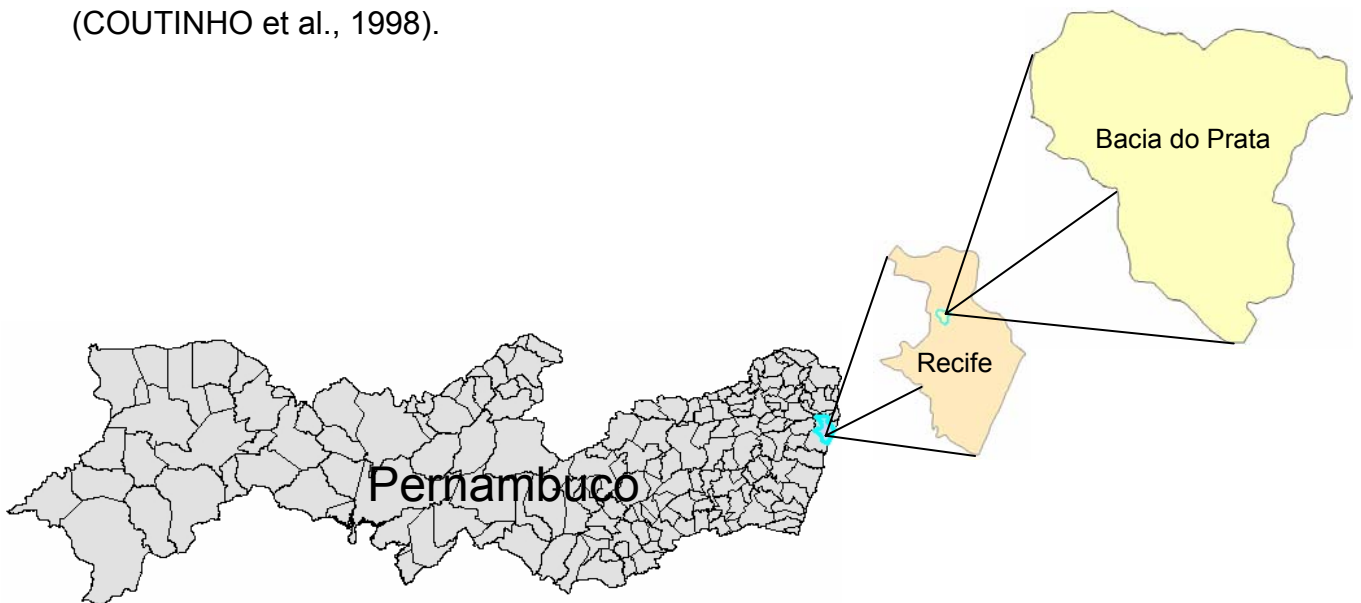 (COUTINHO et al., 1998).
Bacia do Prata
Recife
Pernambuco